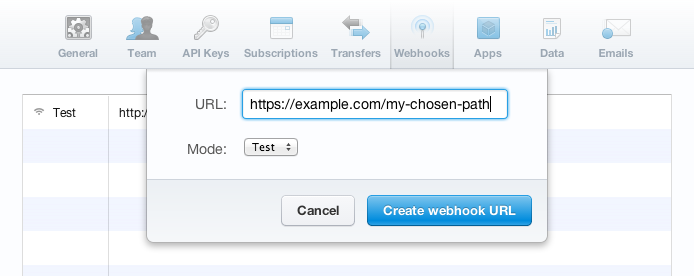 General Team API Keys Subscriptions Transfers Webhooks Apps Data Emails
URL: https://example.com/my-chosen-path
Test http:/
Mode: Test
Cancel Create webhook URL